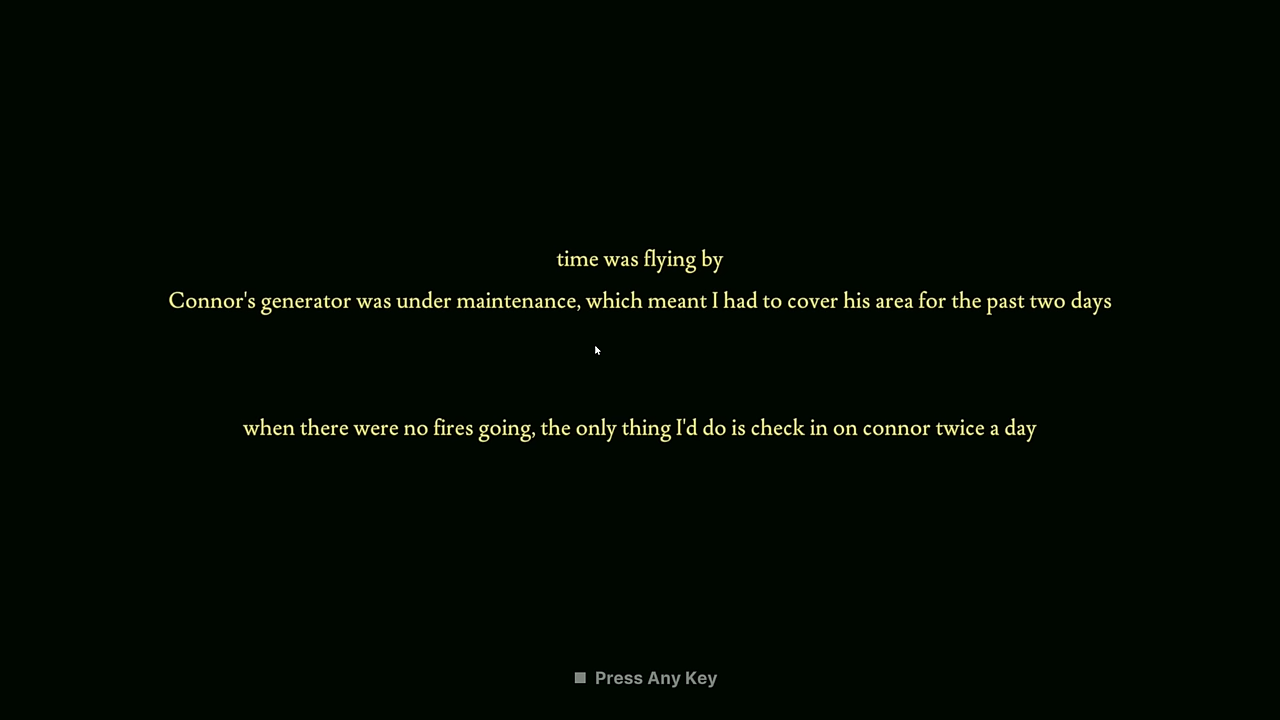 time was flying by
Connor's generator was under maintenance, which meant I had to cover his area for the past two days
when there were no fires going, the only thing I'd do is check in on connor twice a day
Press Any Key